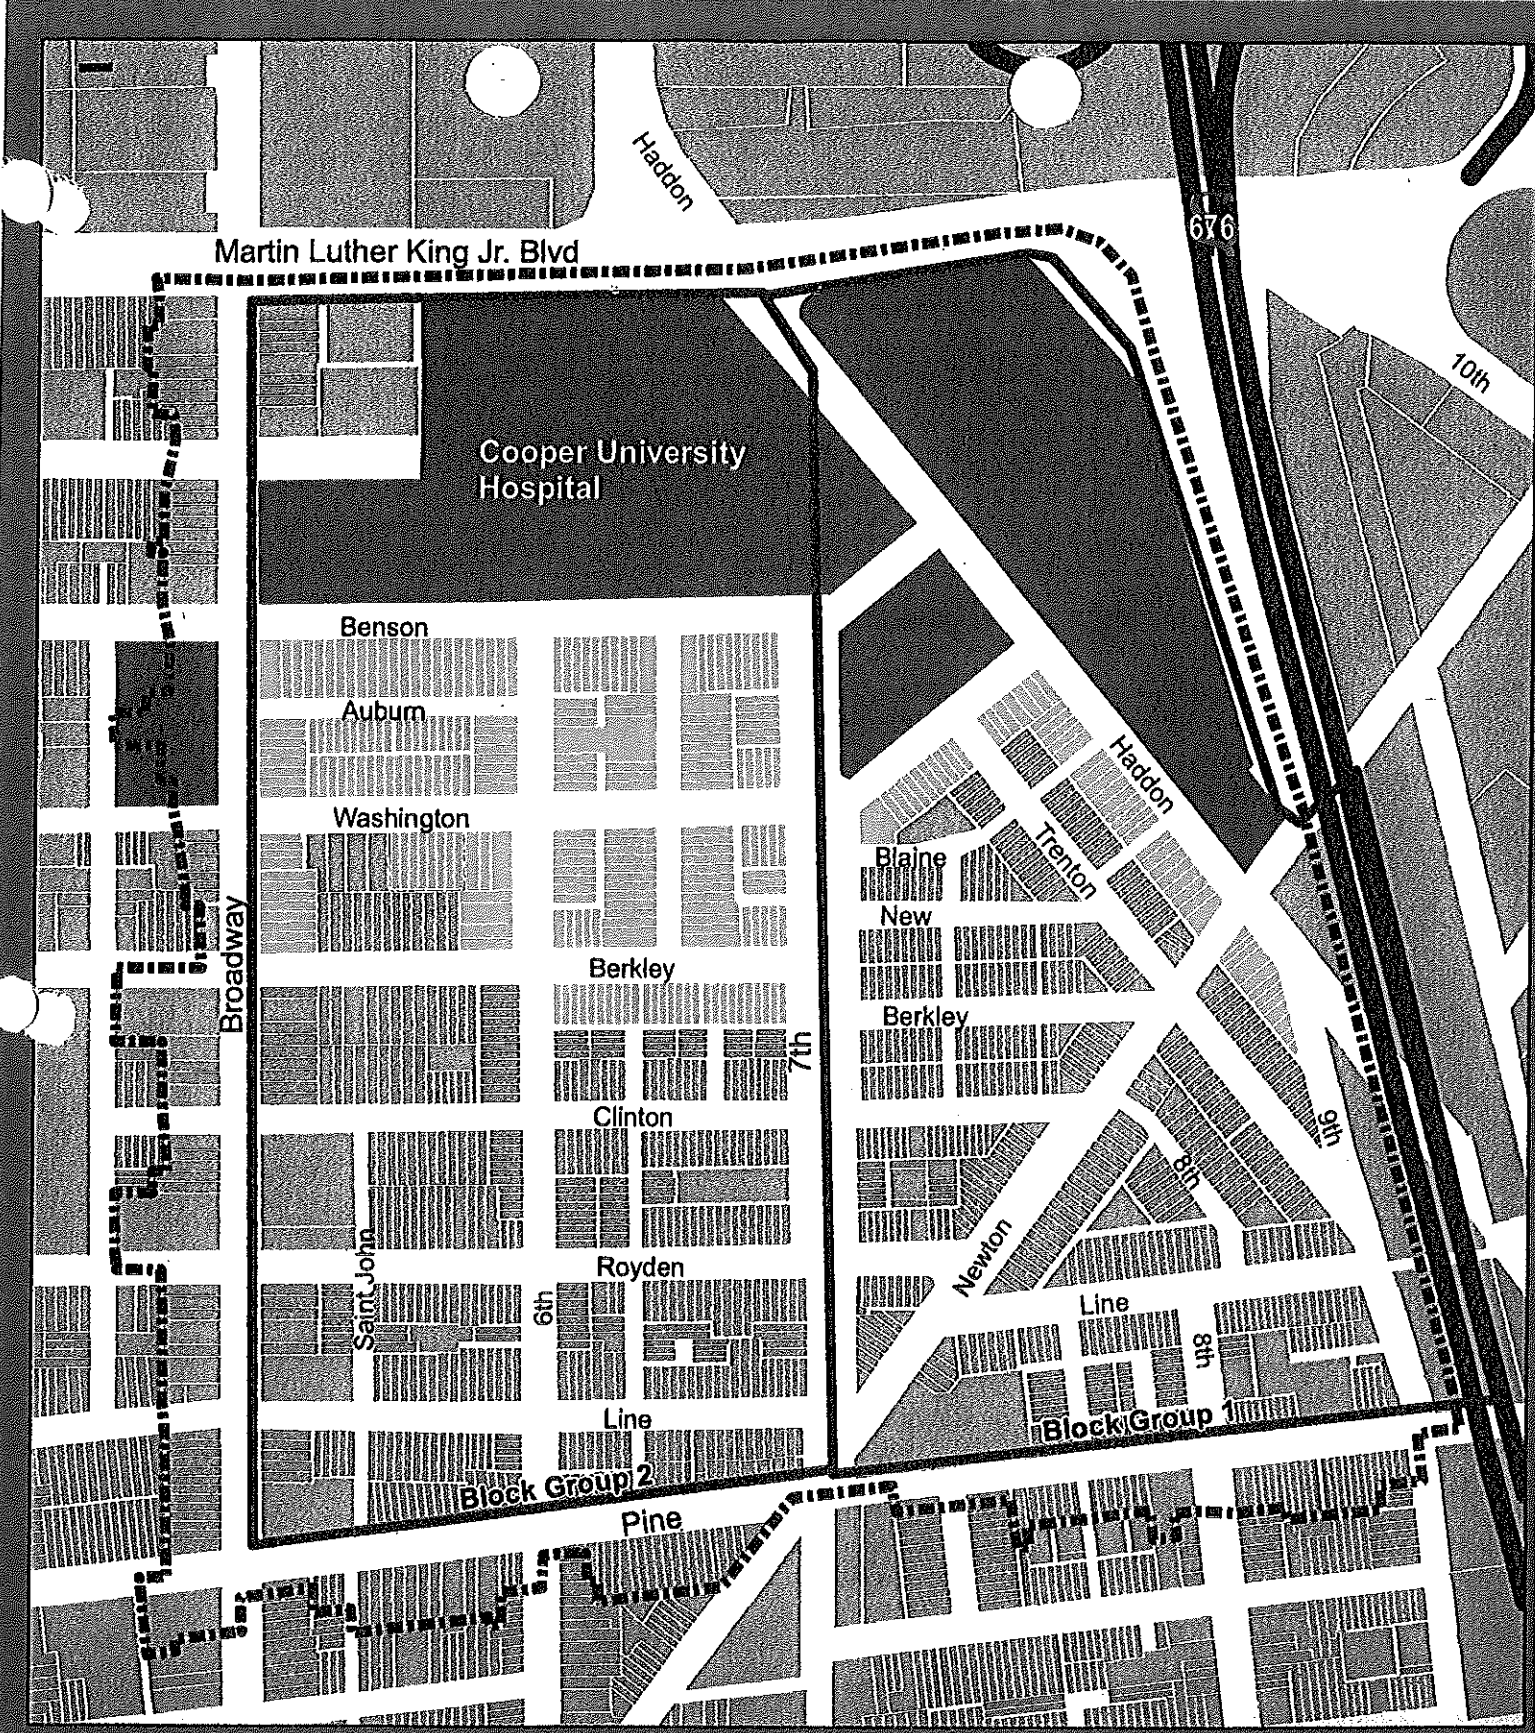 Haddon
676
Martin Luther King Jr. Blvd
10th
Cooper University
Hospital
Benson
Auburn
Haddon
Washington
Trenton
Blaine
New
Broadway
Berkley
Berkley
7th
Clinton
9th
8th
Saint John
Newton
Royden
6th
Line
8th
Line
Block Group 1
Block Group 2
Pine